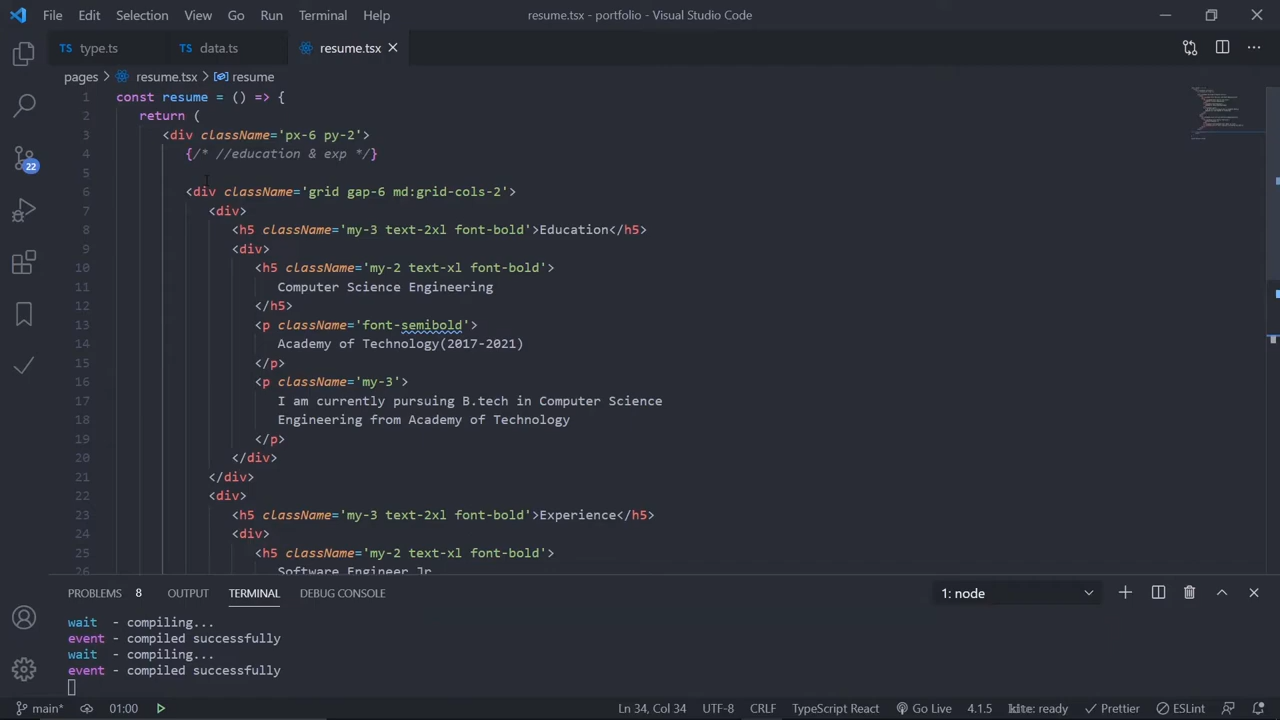 File Edit Selection View Go Run Terminal Help resume.tsx - portfolio - Visual Studio Code
TS type.ts TS data.ts resume.tsx
pages > resume.tsx > resume
1 const resume = () => {
2 return (
3 <div className='px-6 py-2'>
4 {/* //education & exp */}
5
6 <div className='grid gap-6 md:grid-cols-2'>
7 <div>
8 <h5 className='my-3 text-2xl font-bold'>Education</h5>
9 <div>
10 <h5 className='my-2 text-xl font-bold'>
11 Computer Science Engineering
12 </h5>
13 <p className='font-semibold'>
14 Academy of Technology(2017-2021)
15 </p>
16 <p className='my-3'>
17 I am currently pursuing B.tech in Computer Science
18 Engineering from Academy of Technology
19 </p>
20 </div>
21 </div>
22 <div>
23 <h5 className='my-3 text-2xl font-bold'>Experience</h5>
24 <div>
25 <h5 className='my-2 text-xl font-bold'>
26 Software Engineer Jr
22
PROBLEMS 8 OUTPUT TERMINAL DEBUG CONSOLE 1: node
wait - compiling...
event - compiled successfully
wait - compiling...
event - compiled successfully
main* 01:00 Ln 34, Col 34 UTF-8 CRLF TypeScript React Go Live 4.1.5 kite: ready Prettier ESLint